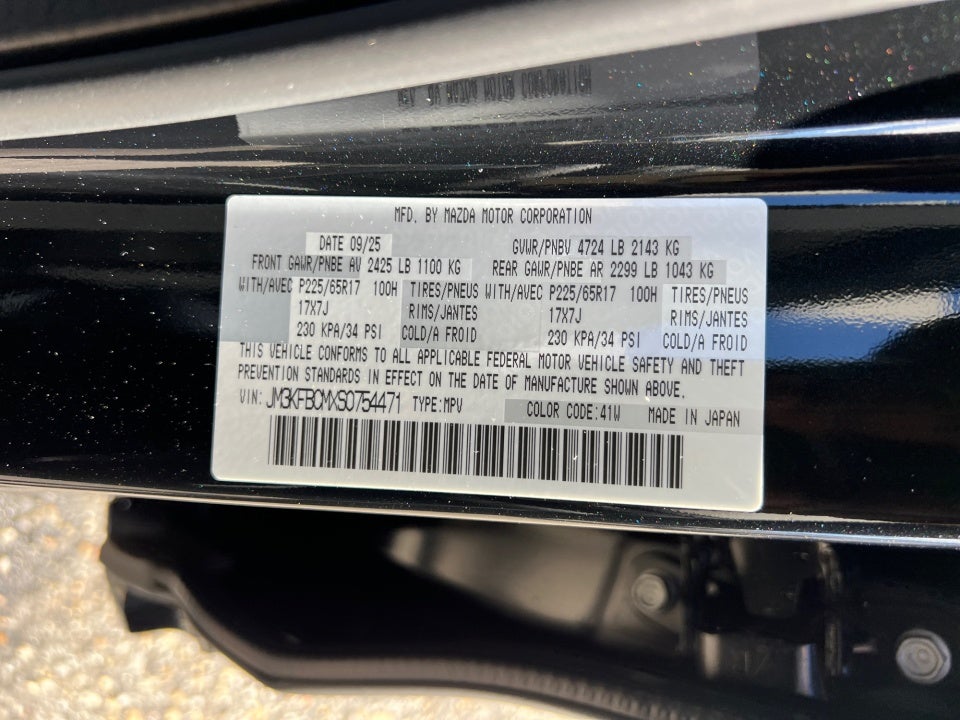 MFD. BY MAZDA MOTOR CORPORATION
DATE 09/25 GVWR/PNBV 4724 LB 2143 KG
FRONT GAWR/PNBE AV 2425 LB 1100 KG REAR GAWR/PNBE AR 2299 LB 1043 KG
WITH/AVEC P225/65R17 100H TIRES/PNEUS WITH/AVEC P225/65R17 100H TIRES/PNEUS
17X7J RIMS/JANTES 17X7J RIMS/JANTES
230 KPA/34 PSI COLD/A FROID 230 KPA/34 PSI COLD/A FROID
THIS VEHICLE CONFORMS TO ALL APPLICABLE FEDERAL MOTOR VEHICLE SAFETY AND THEFT
PREVENTION STANDARDS IN EFFECT ON THE DATE OF MANUFACTURE SHOWN ABOVE.
VIN: JM3KFBCMXS0754471 TYPE:MPV COLOR CODE:41W MADE IN JAPAN